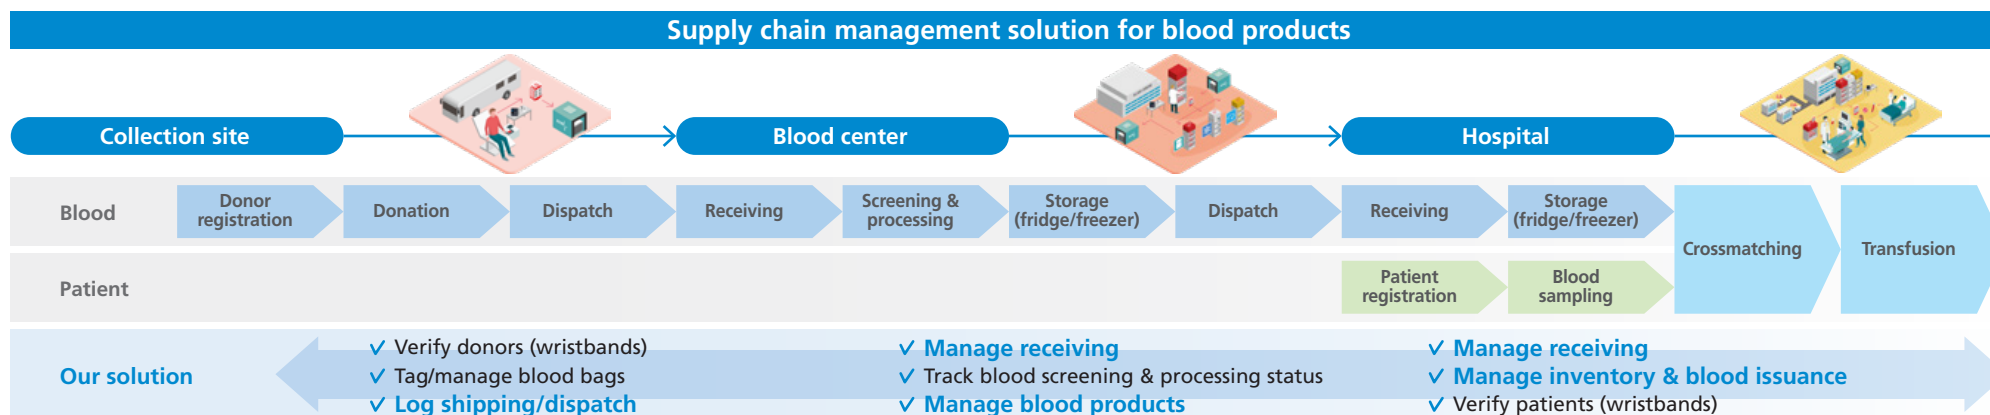 Supply chain management solution for blood products
Collection site
Blood center
Hospital
Blood
Donor
registration
Donation
Dispatch
Receiving
Screening &
processing
Storage
(fridge/freezer)
Dispatch
Receiving
Storage
(fridge/freezer)
Crossmatching
Transfusion
Patient
Patient
registration
Blood
sampling
Our solution
✓ Verify donors (wristbands)
✓ Tag/manage blood bags
✓ Log shipping/dispatch
✓ Manage receiving
✓ Track blood screening & processing status
✓ Manage blood products
✓ Manage receiving
✓ Manage inventory & blood issuance
✓ Verify patients (wristbands)